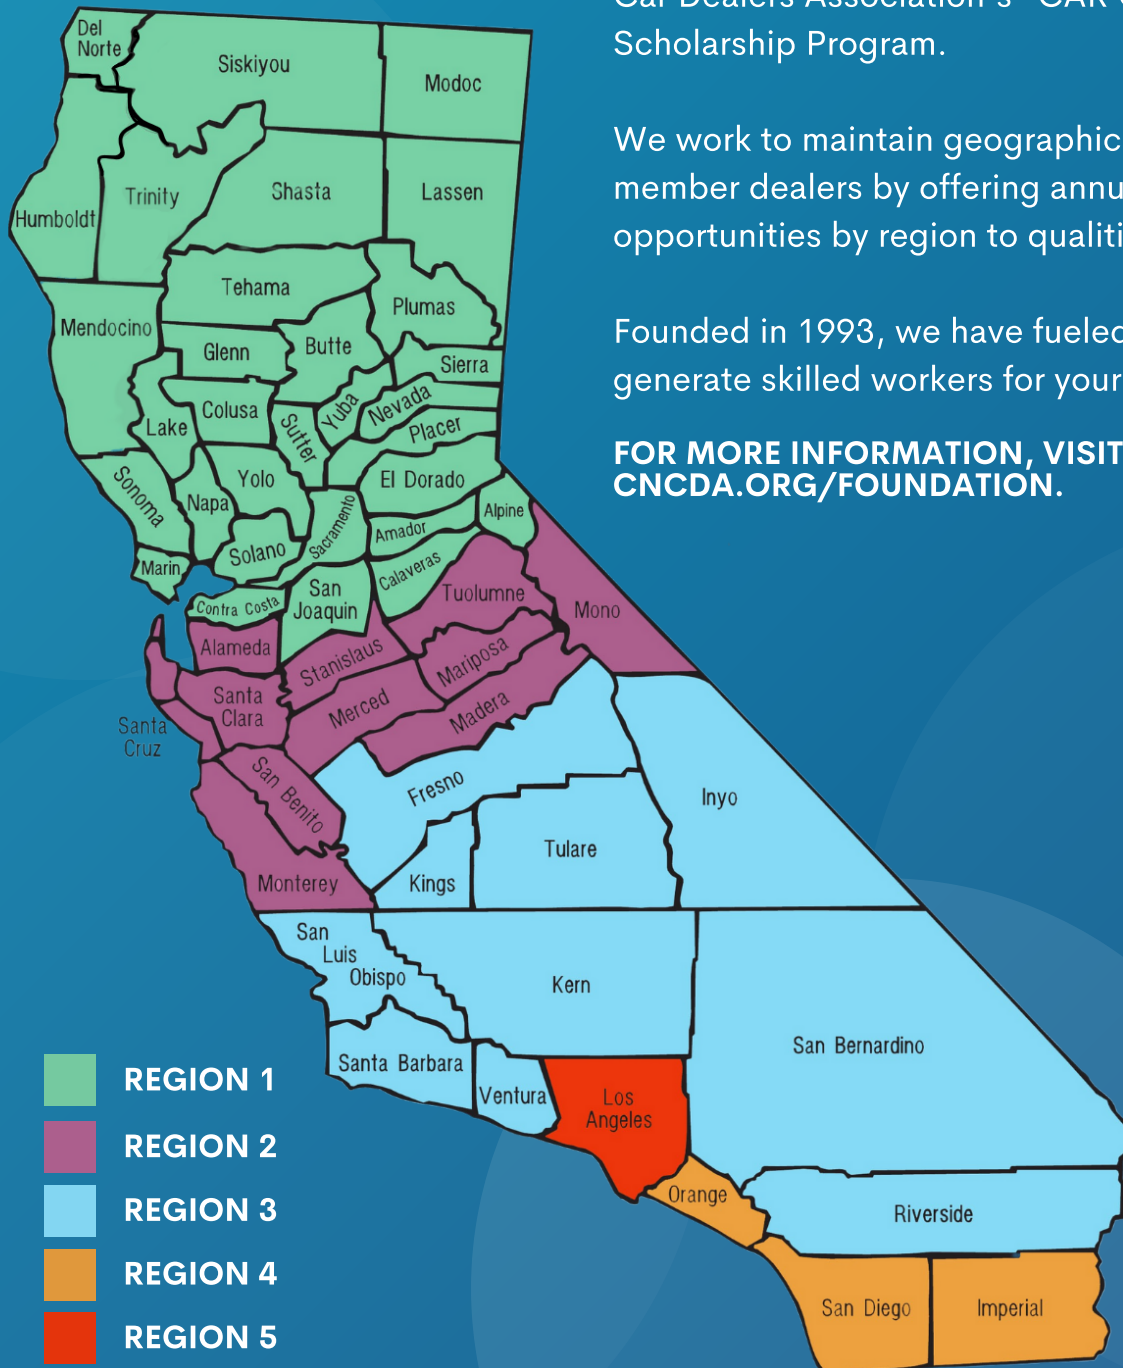 Scholarship Program.
We work to maintain geographic
member dealers by offering
opportunities by region to
Founded in 1993, we have fueled
generate skilled workers for your
FOR MORE INFORMATION, VISIT
CNCDA.ORG/FOUNDATION.
Del
Norte
Siskiyou
Modoc
Humboldt
Trinity
Shasta
Lassen
Tehama
Plumas
Mendocino
Glenn
Butte
Sierra
Lake
Colusa
Sutter
Yuba
Nevada
Placer
Sonoma
Napa
Yolo
El Dorado
Sacramento
Amador
Alpine
Solano
Marin
Calaveras
Contra Costa
San
Joaquin
Tuolumne
Mono
Alameda
Stanislaus
Mariposa
Santa
Clara
Merced
Madera
Santa
Cruz
San Benito
Fresno
Inyo
Tulare
Kings
Monterey
San
Luis
Obispo
Kern
San Bernardino
Santa Barbara
Ventura
Los
Angeles
Orange
Riverside
San Diego
Imperial
REGION 1
REGION 2
REGION 3
REGION 4
REGION 5